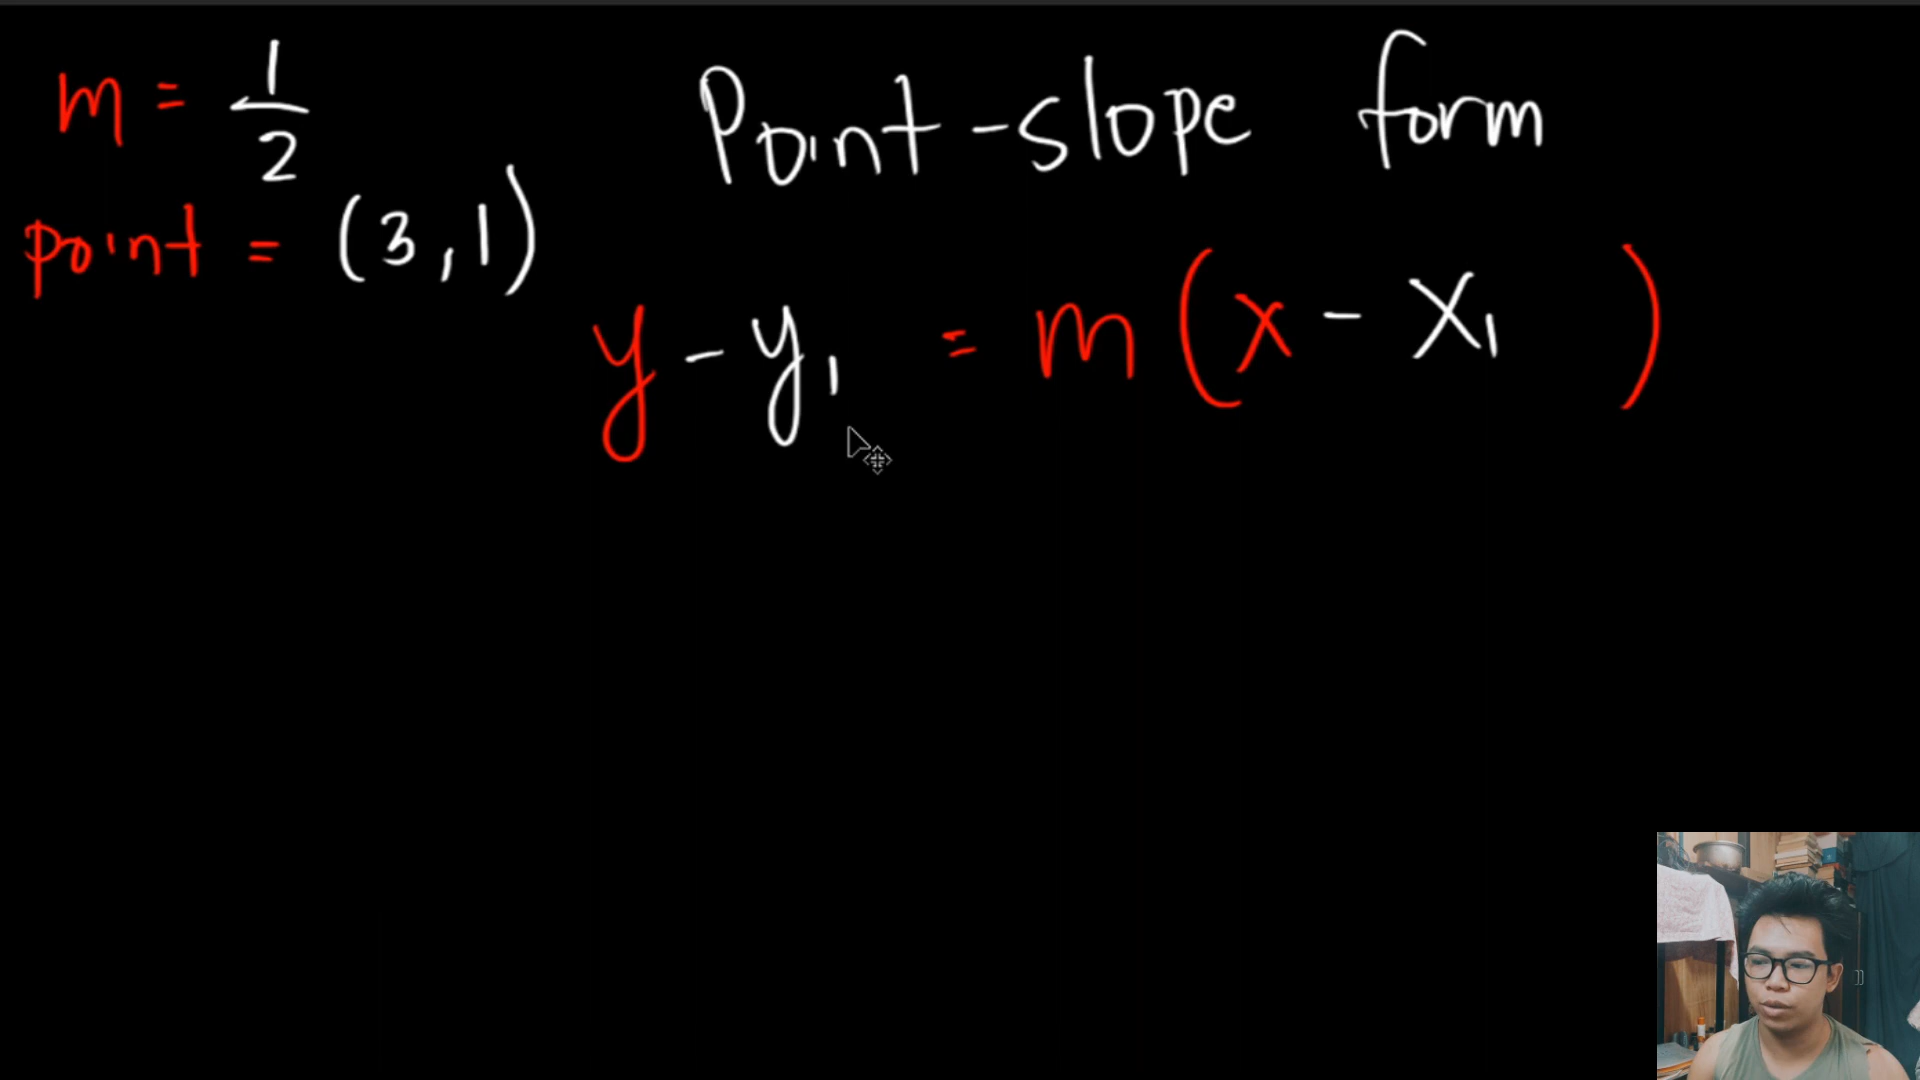 m = 1/2
Point-slope form
point = (3,1)
y - y₁ = m(x - x₁)